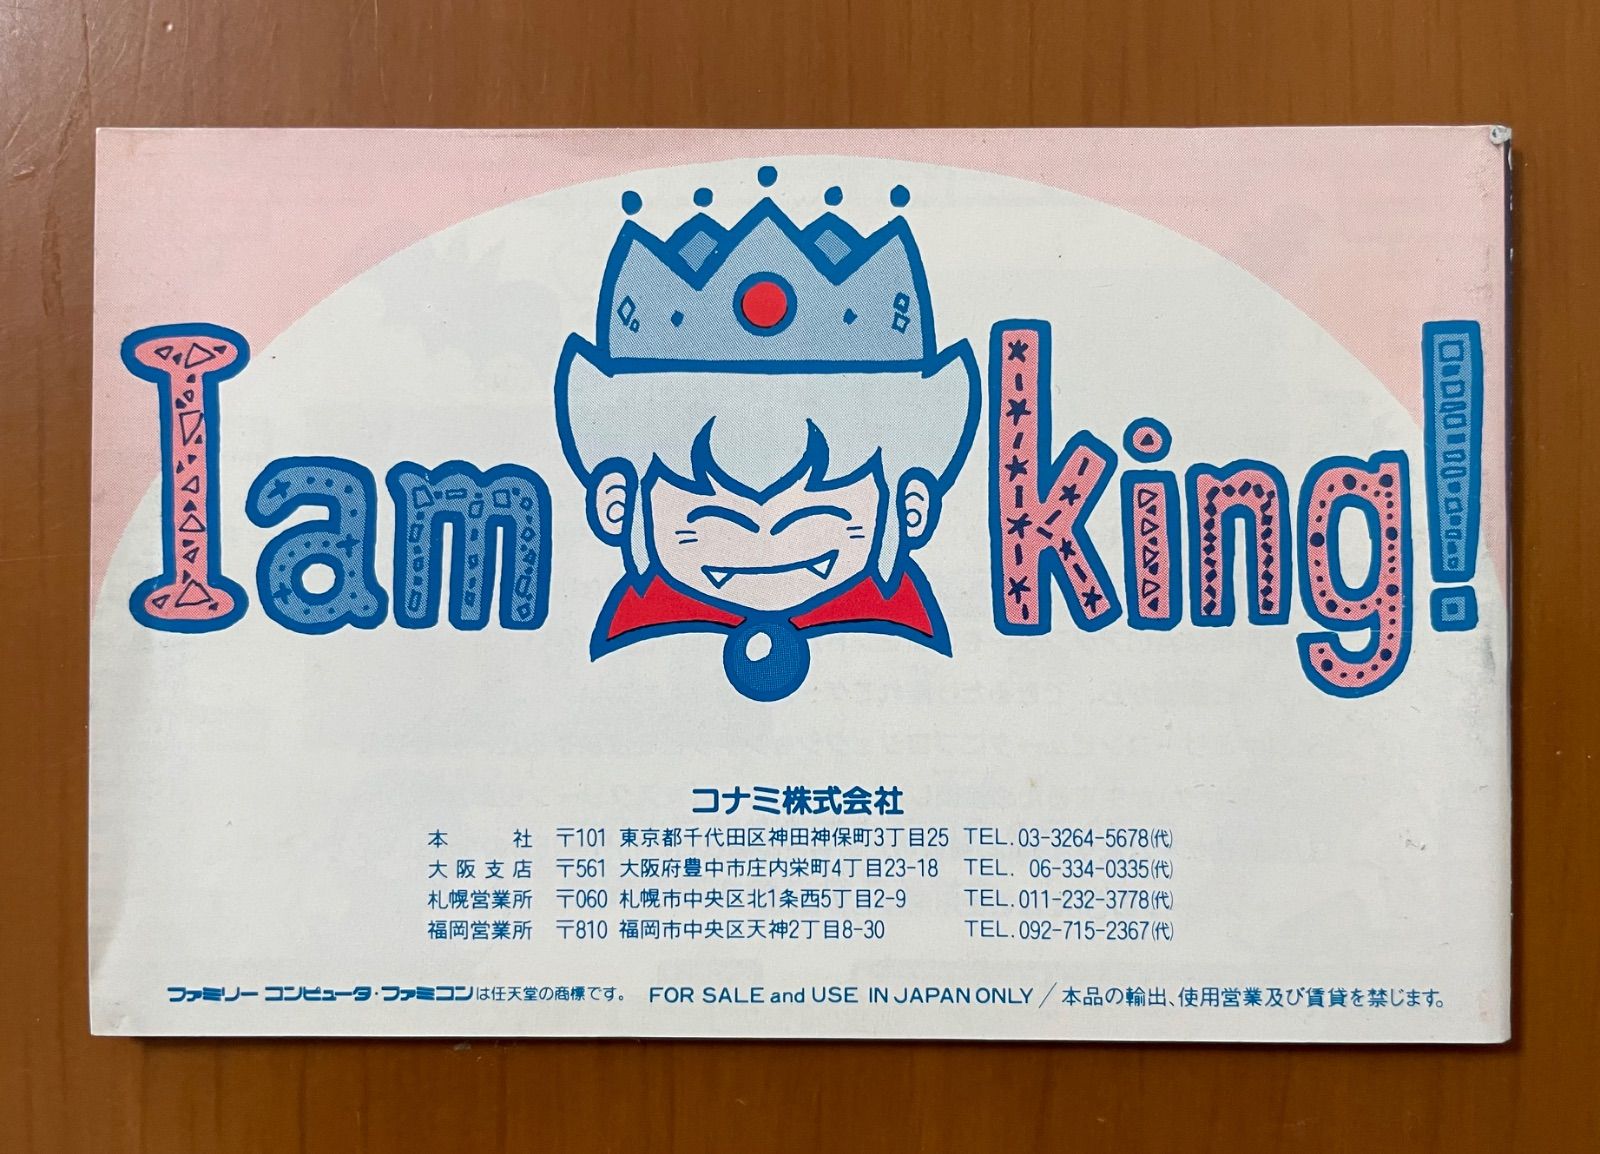 I am king!
コナミ株式会社
本　社 〒101 東京都千代田区神田神保町3丁目25 TEL. 03-3264-5678(代)
大阪支店 〒561 大阪府豊中市庄内栄町4丁目23-18 TEL. 06-334-0335(代)
札幌営業所 〒060 札幌市中央区北1条西5丁目2-9 TEL. 011-232-3778(代)
福岡営業所 〒810 福岡市中央区天神2丁目8-30 TEL. 092-715-2367(代)
ファミリーコンピュータ・ファミコンは任天堂の商標です。 FOR SALE and USE IN JAPAN ONLY / 本品の輸出、使用営業及び賃貸を禁じます。